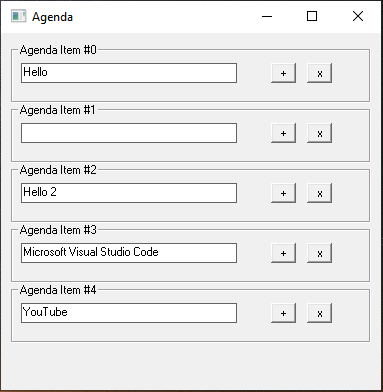 Agenda
Agenda Item #0
Hello + x
Agenda Item #1
+ x
Agenda Item #2
Hello 2 + x
Agenda Item #3
Microsoft Visual Studio Code + x
Agenda Item #4
YouTube + x